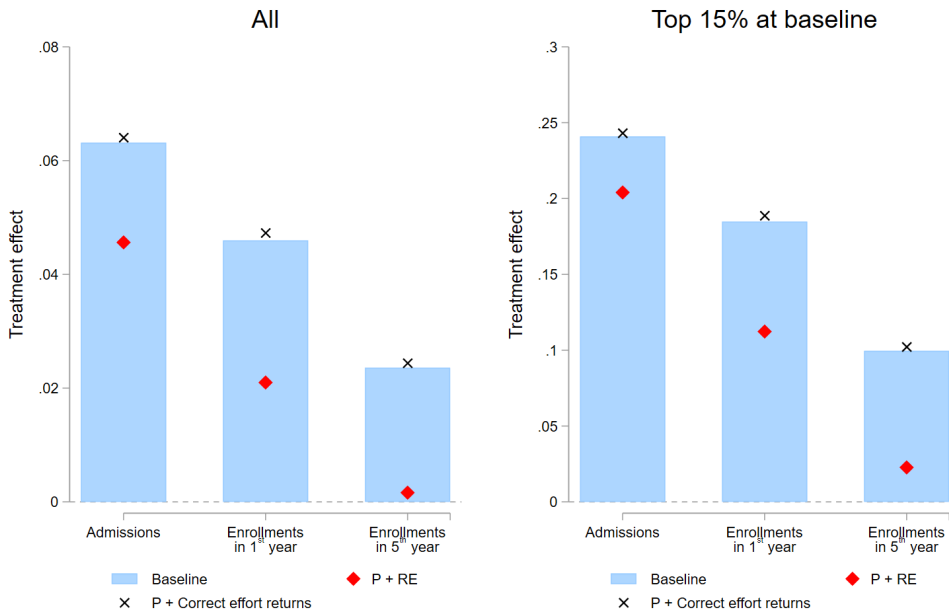 All
Treatment effect
.08
.06
.04
.02
0
Admissions
Enrollments
in 1st year
Enrollments
in 5th year
Baseline
P + RE
P + Correct effort returns
Top 15% at baseline
Treatment effect
.3
.25
.2
.15
.1
.05
0
Admissions
Enrollments
in 1st year
Enrollments
in 5th year
Baseline
P + RE
P + Correct effort returns